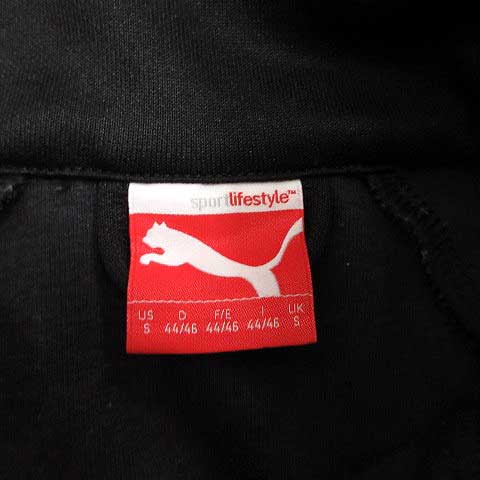 sportlifestyle™
US D F/E I UK
S 44/46 44/46 44/46 S